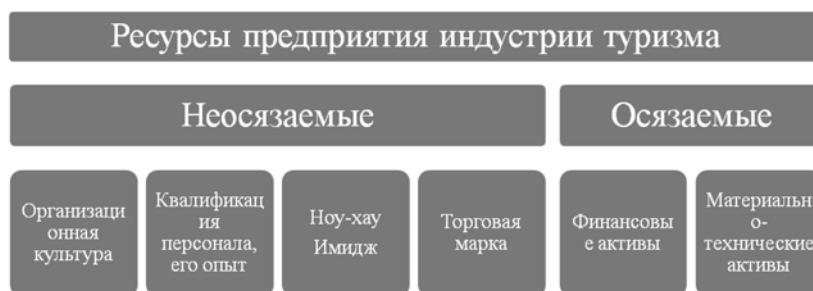 Ресурсы предприятия индустрии туризма
Неосязаемые
Осязаемые
Организаци
онная
культура
Квалификац
ия
персонала,
его опыт
Ноу-хау
Имидж
Торговая
марка
Финансовы
е активы
Материальн
о-
технические
активы